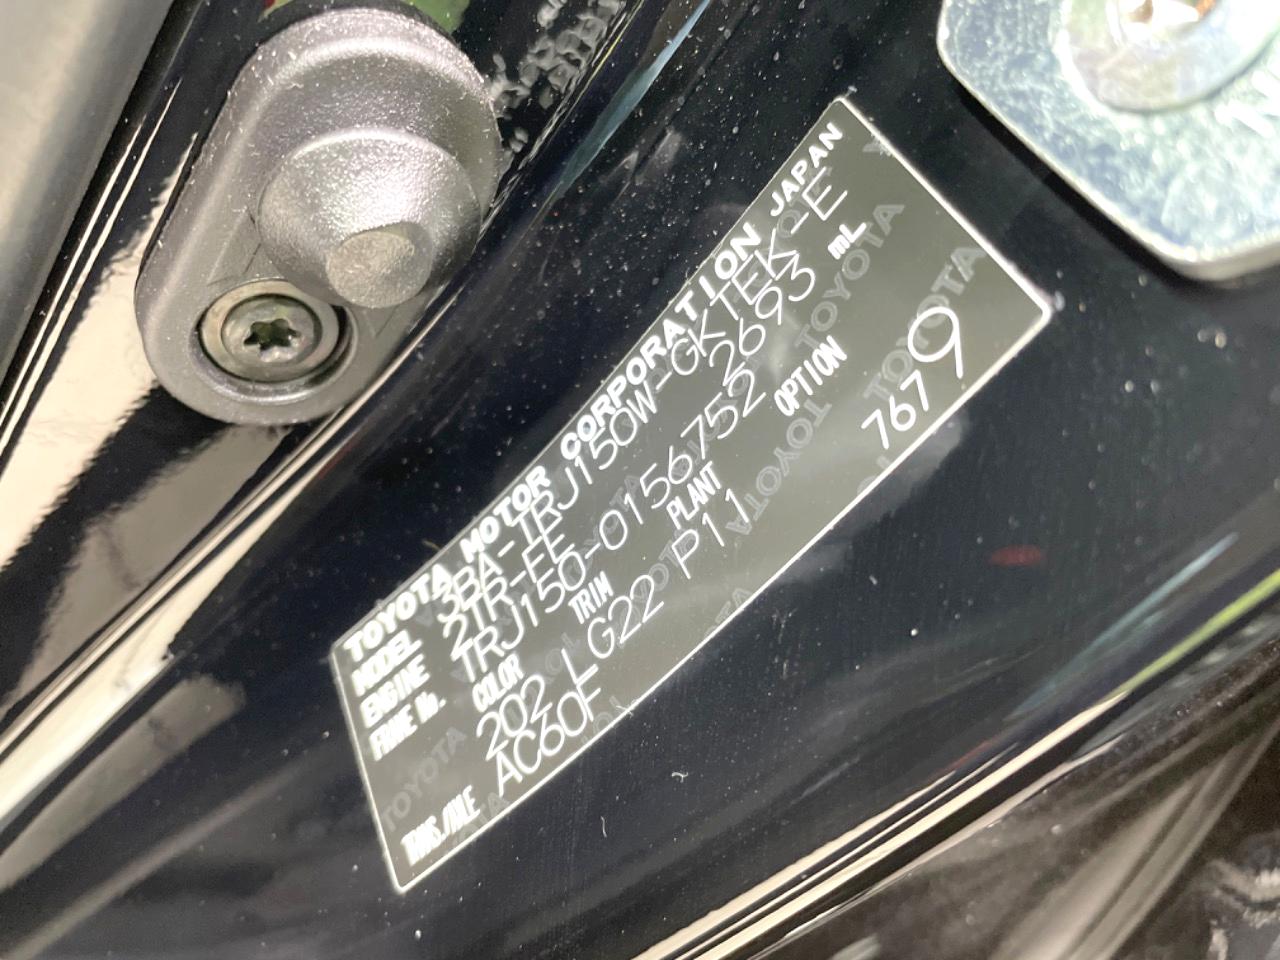 TOYOTA MOTOR CORPORATION JAPAN
MODEL 3BA-TRJ150W-GKTEK-E
ENGINE 2TR-FE 2693 mL
FRAME No. TRJ150-0156752
COLOR TRIM PLANT OPTION
202 LG22 P11 7679
TRANS./AXLE AC60F